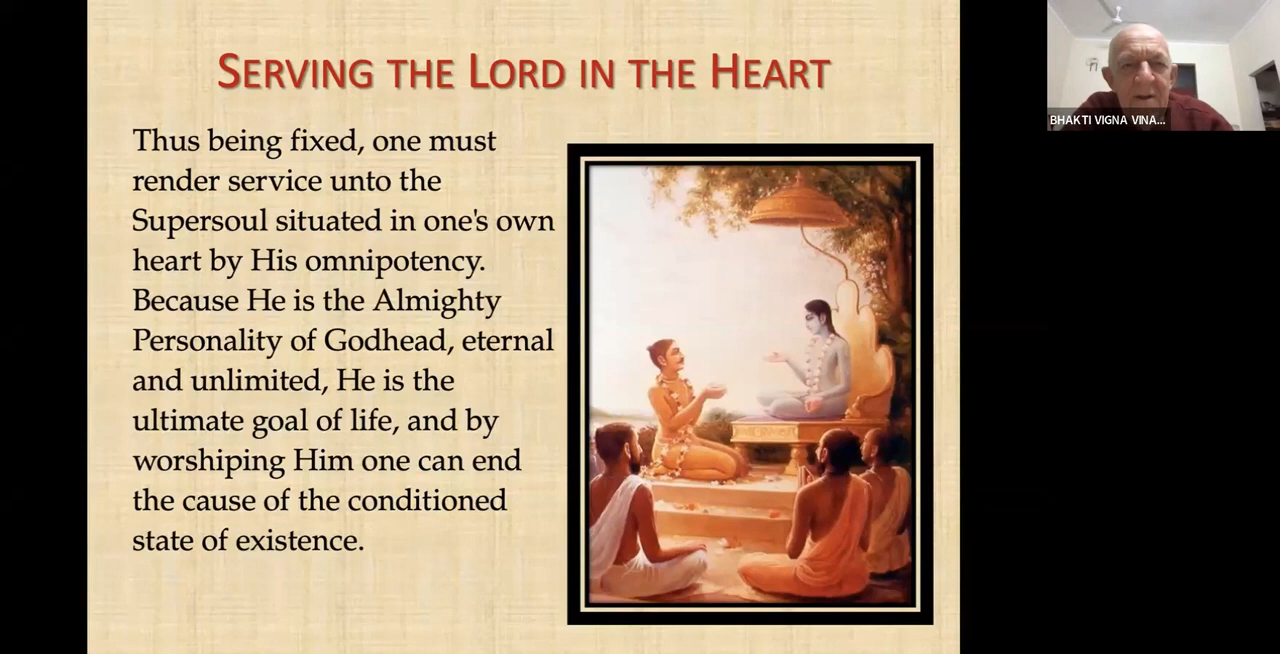 SERVING THE LORD IN THE HEART
Thus being fixed, one must
render service unto the
Supersoul situated in one's own
heart by His omnipotency.
Because He is the Almighty
Personality of Godhead, eternal
and unlimited, He is the
ultimate goal of life, and by
worshiping Him one can end
the cause of the conditioned
state of existence.
BHAKTI VIGNA VINA...